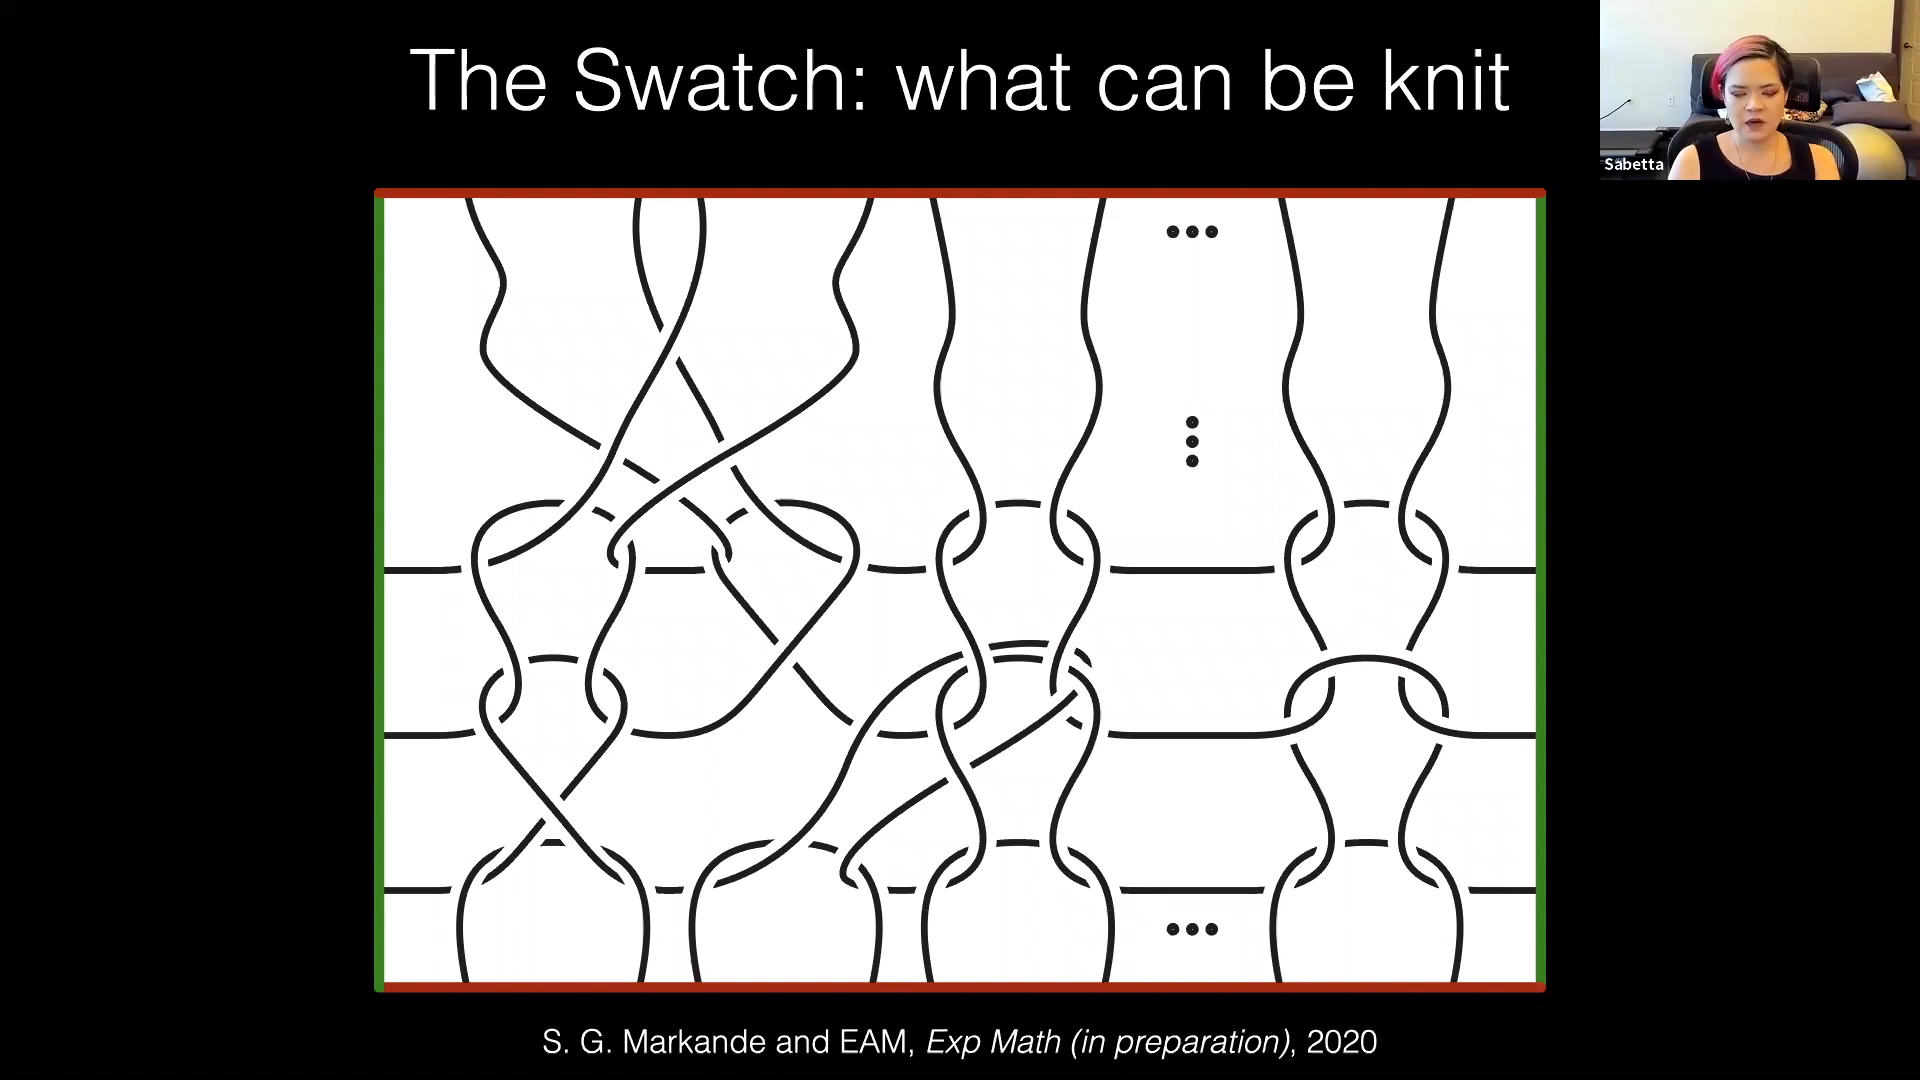 The Swatch: what can be knit
Sabetta
S. G. Markande and EAM, Exp Math (in preparation), 2020